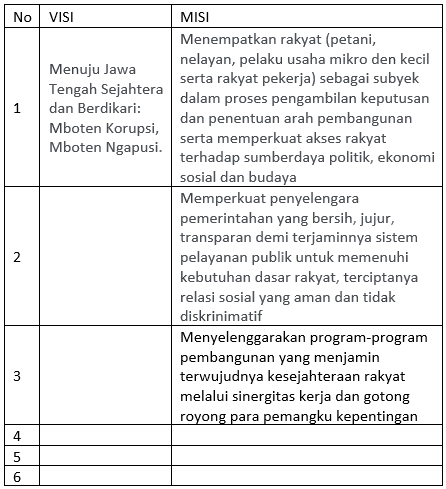 No VISI MISI
1
Menuju Jawa
Tengah Sejahtera
dan Berdikari:
Mboten Korupsi,
Mboten Ngapusi.
Menempatkan rakyat (petani,
nelayan, pelaku usaha mikro den kecil
serta rakyat pekerja) sebagai subyek
dalam proses pengambilan keputusan
dan penentuan arah pembangunan
serta memperkuat akses rakyat
terhadap sumberdaya politik, ekonomi
sosial dan budaya
2
Memperkuat penyelengara
pemerintahan yang bersih, jujur,
transparan demi terjaminnya sistem
pelayanan publik untuk memenuhi
kebutuhan dasar rakyat, terciptanya
relasi sosial yang aman dan tidak
diskrinimatif
3
Menyelenggarakan program-program
pembangunan yang menjamin
terwujudnya kesejahteraan rakyat
melalui sinergitas kerja dan gotong
royong para pemangku kepentingan
4
5
6